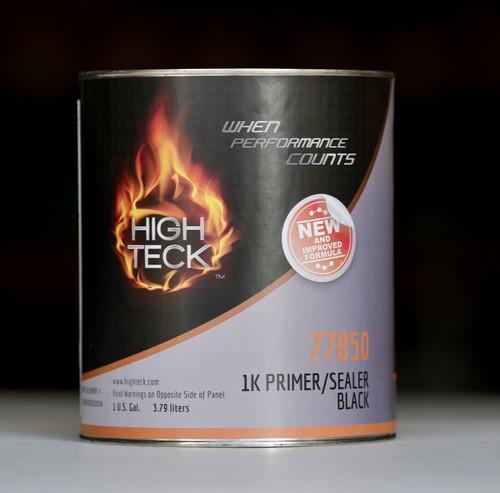 WHEN
PERFORMANCE
COUNTS
HIGH
TECK
TM
NEW
AND
IMPROVED
FORMULA
77850
1K PRIMER/SEALER
BLACK
www.highteck.com
Read Warnings on Opposite Side of Panel
1 U.S. Gal. 3.79 liters